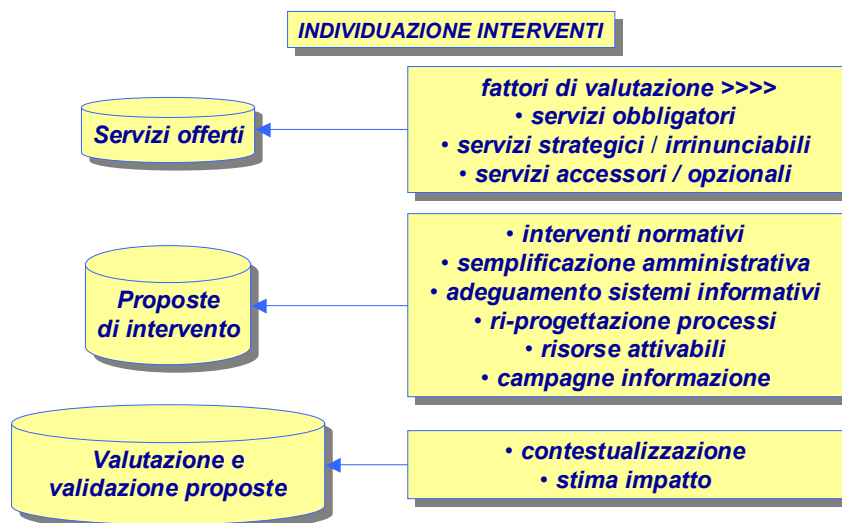 INDIVIDUAZIONE INTERVENTI
Servizi offerti
fattori di valutazione >>>>
• servizi obbligatori
• servizi strategici / irrinunciabili
• servizi accessori / opzionali
Proposte
di intervento
• interventi normativi
• semplificazione amministrativa
• adeguamento sistemi informativi
• ri-progettazione processi
• risorse attivabili
• campagne informazione
Valutazione e
validazione proposte
• contestualizzazione
• stima impatto